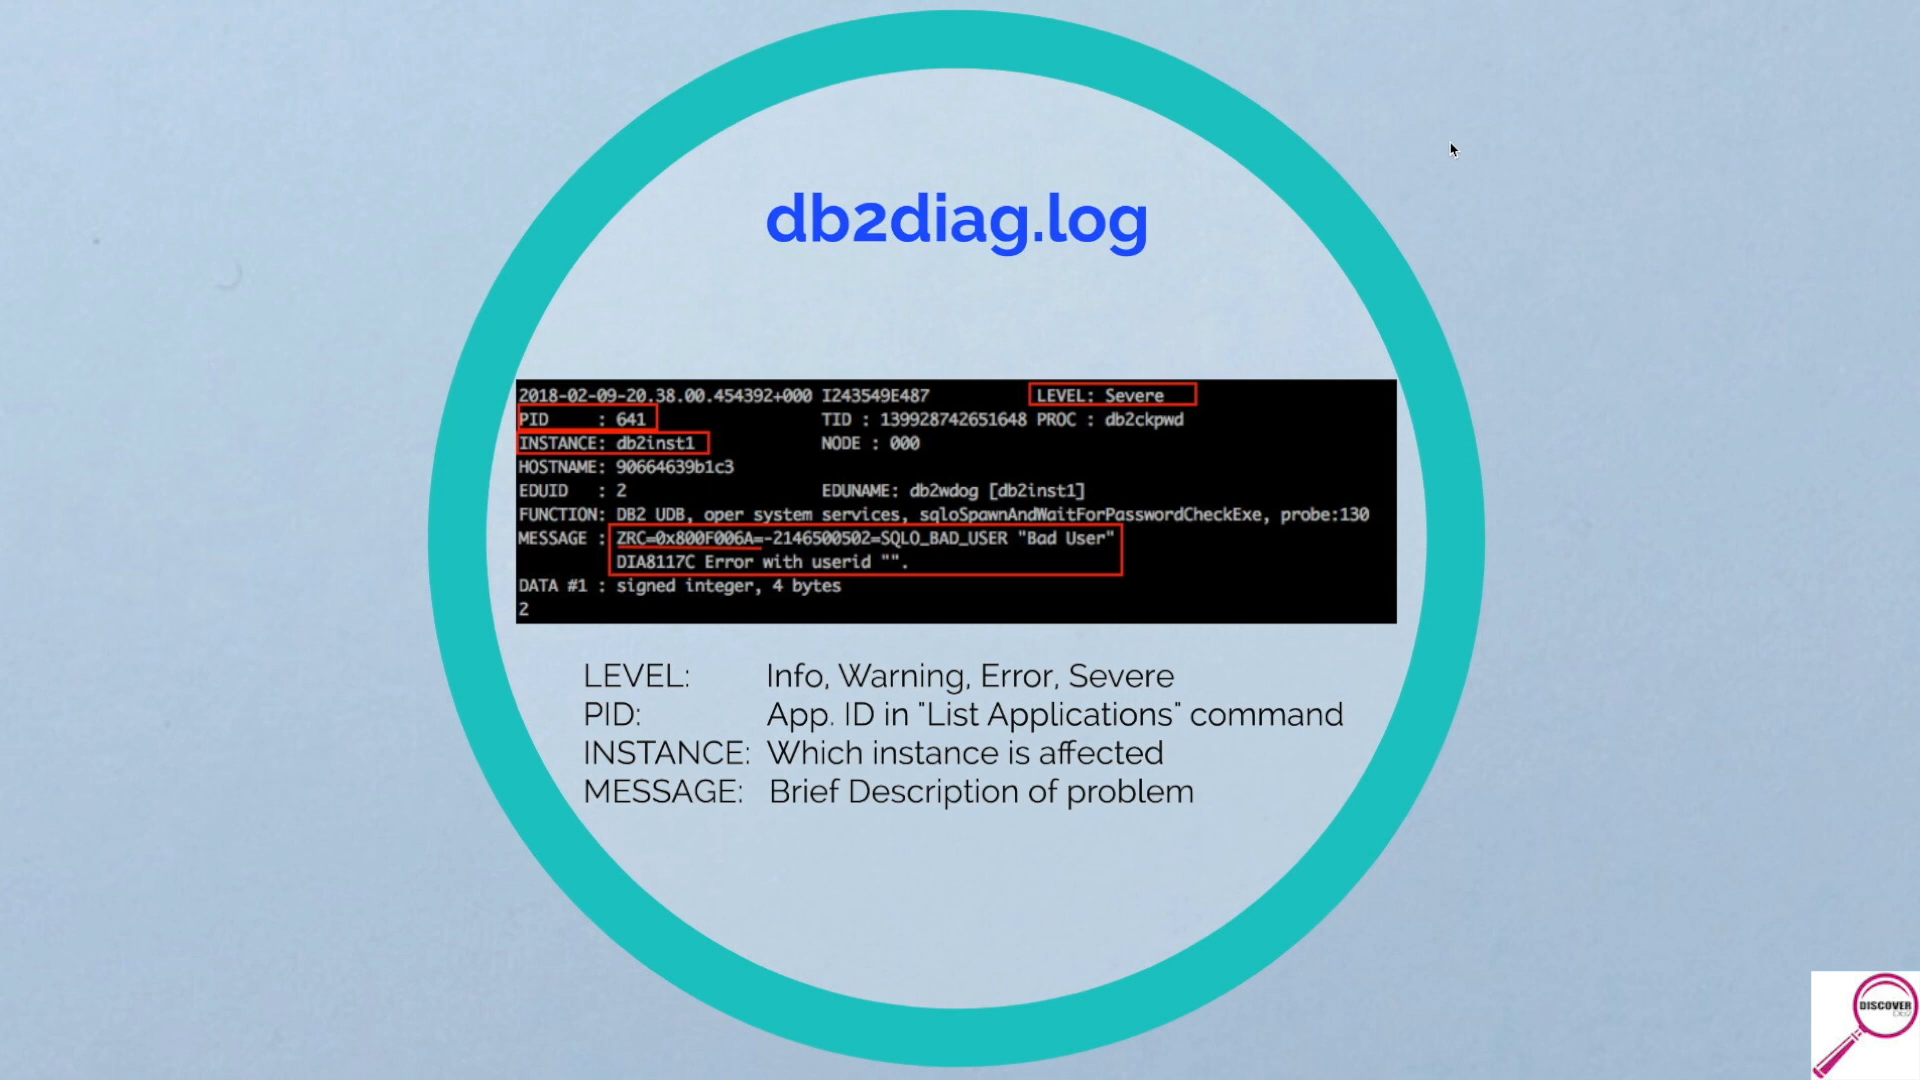 db2diag.log
2018-02-09-20.38.00.454392+000 I243549E487 LEVEL: Severe
PID : 641 TID : 139928742651648 PROC : db2ckpwd
INSTANCE: db2inst1 NODE : 000
HOSTNAME: 90664639b1c3
EDUID : 2 EDUNAME: db2wdog [db2inst1]
FUNCTION: DB2 UDB, oper system services, sqloSpawnAndWaitForPasswordCheckExe, probe:130
MESSAGE : ZRC=0x800F006A=-2146500502=SQLO_BAD_USER "Bad User"
DIA8117C Error with userid "".
DATA #1 : signed integer, 4 bytes
2
LEVEL: Info, Warning, Error, Severe
PID: App. ID in "List Applications" command
INSTANCE: Which instance is affected
MESSAGE: Brief Description of problem
DISCOVER
Db2